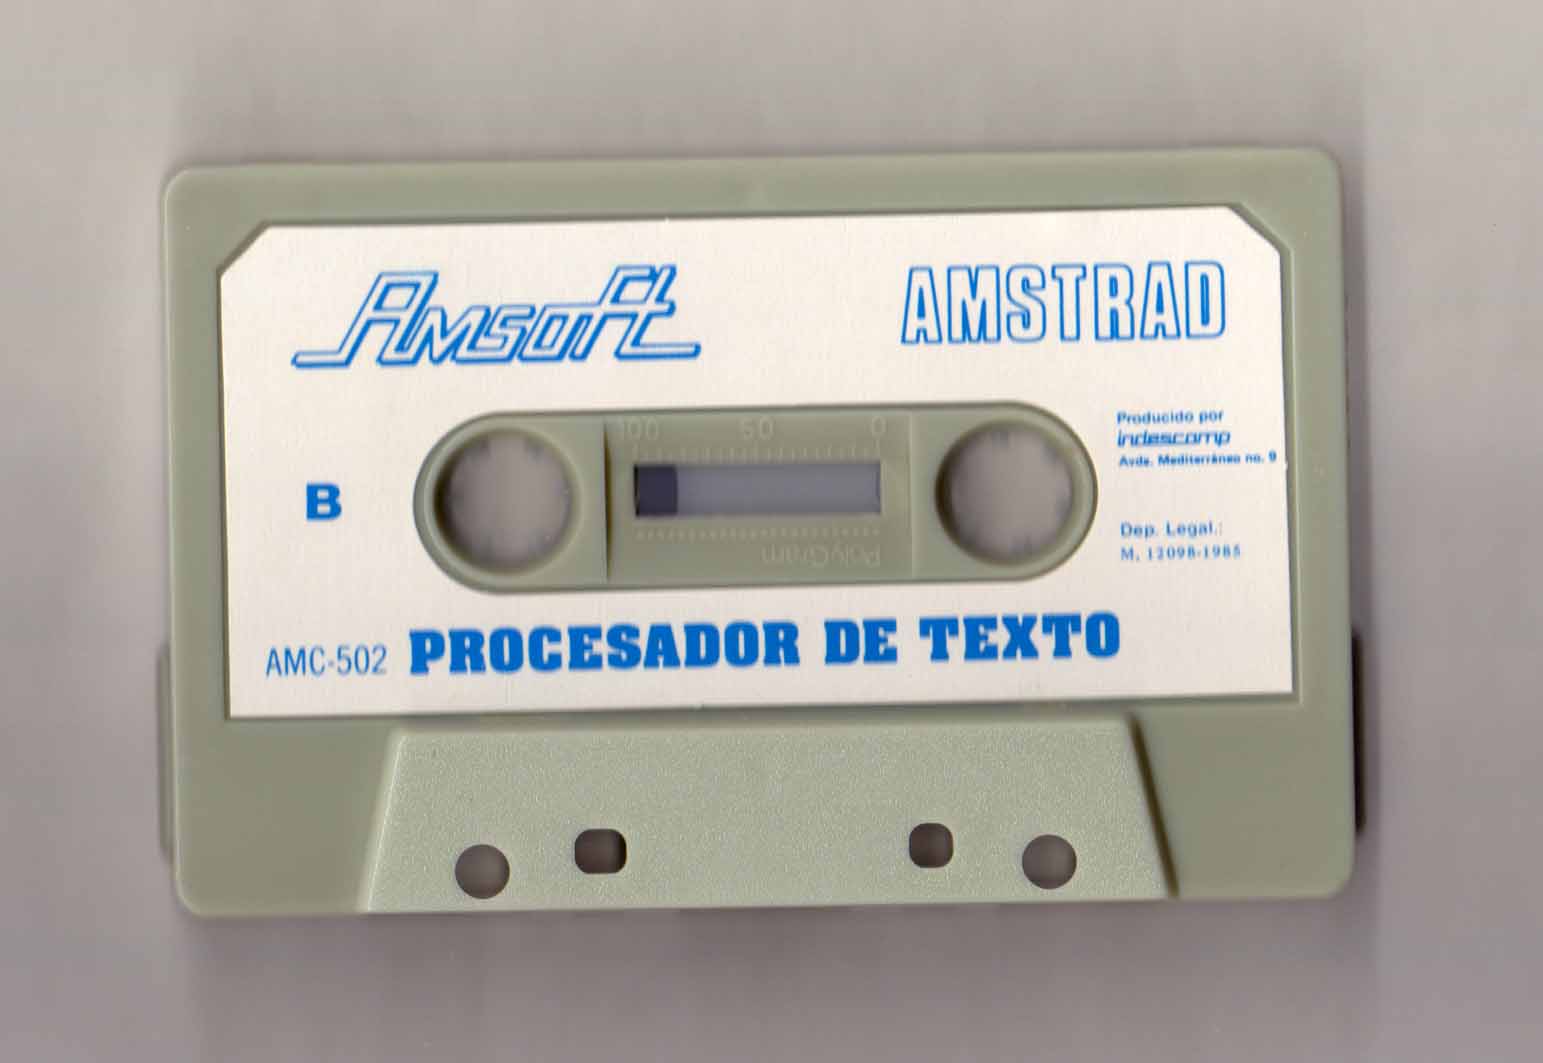 Amsoft
AMSTRAD
Producido por
indescomp
Avda. Mediterráneo no. 9
100 50 0
B
Dep. Legal.:
M. 12098-1985
PolyGram
AMC-502 PROCESADOR DE TEXTO